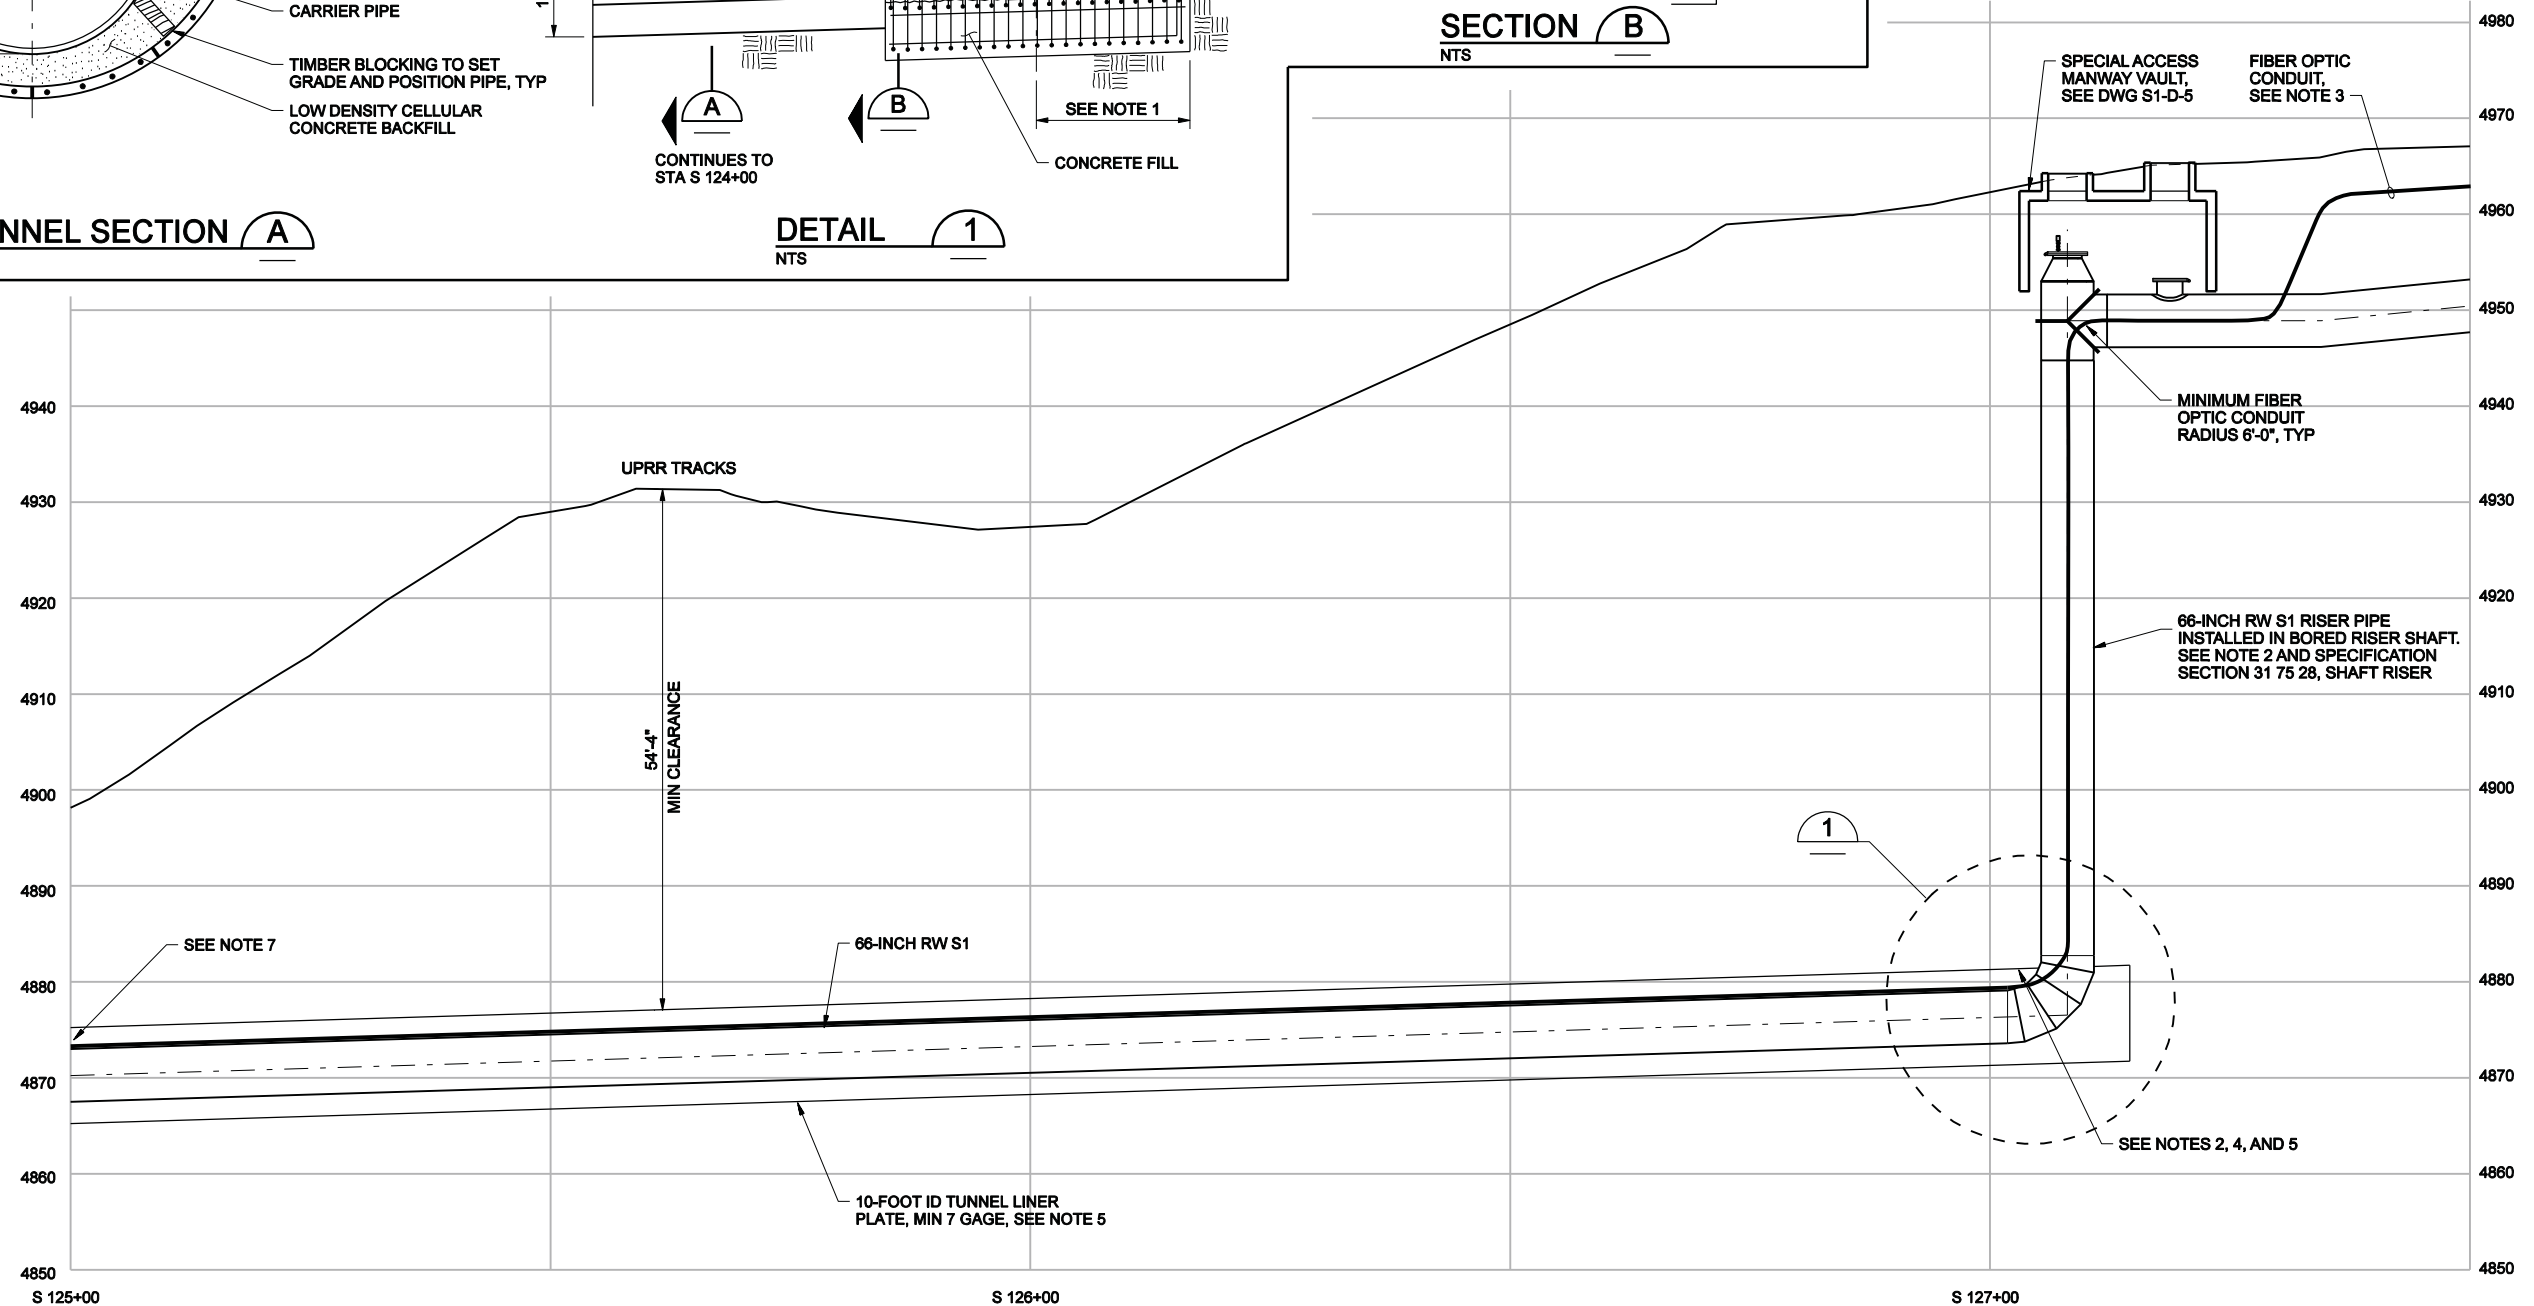 CARRIER PIPE
TIMBER BLOCKING TO SET
GRADE AND POSITION PIPE, TYP
LOW DENSITY CELLULAR
CONCRETE BACKFILL
NNEL SECTION A
1
A
B
SEE NOTE 1
CONTINUES TO
STA S 124+00
CONCRETE FILL
DETAIL 1
NTS
SECTION B
NTS
SPECIAL ACCESS
MANWAY VAULT,
SEE DWG S1-D-5
FIBER OPTIC
CONDUIT,
SEE NOTE 3
4980
4970
4960
4950
4940
4930
4920
4910
4900
4890
4880
4870
4860
4850
MINIMUM FIBER
OPTIC CONDUIT
RADIUS 6'-0", TYP
UPRR TRACKS
54'-4"
MIN CLEARANCE
66-INCH RW S1 RISER PIPE
INSTALLED IN BORED RISER SHAFT.
SEE NOTE 2 AND SPECIFICATION
SECTION 31 75 28, SHAFT RISER
1
SEE NOTE 7
66-INCH RW S1
SEE NOTES 2, 4, AND 5
10-FOOT ID TUNNEL LINER
PLATE, MIN 7 GAGE, SEE NOTE 5
4940
4930
4920
4910
4900
4890
4880
4870
4860
4850
S 125+00
S 126+00
S 127+00